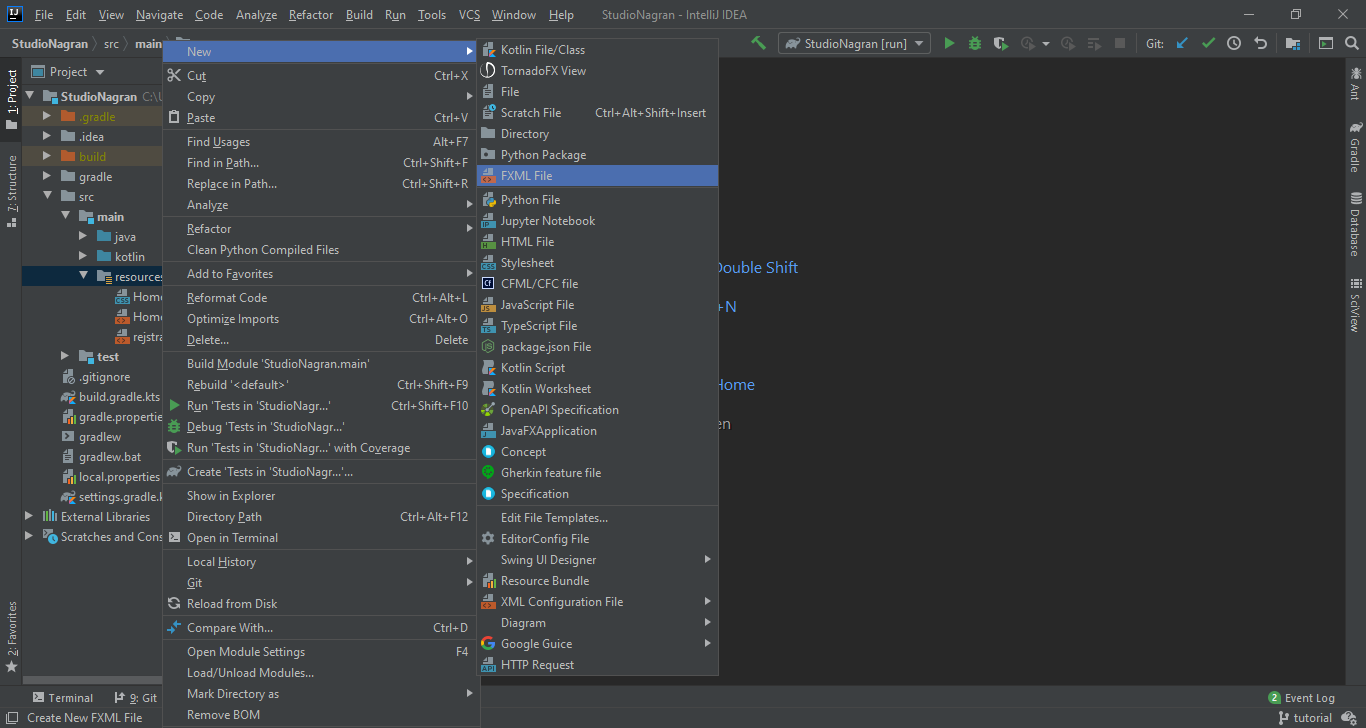 File Edit View Navigate Code Analyze Refactor Build Run Tools VCS Window Help StudioNagran - IntelliJ IDEA
StudioNagran src main
StudioNagran [run] Git:
Project
1: Project
7: Structure
2: Favorites
StudioNagran C:\
.gradle
.idea
build
gradle
src
main
java
kotlin
resources
Home
Home
rejstra
test
.gitignore
build.gradle.kts
gradle.properties
gradlew
gradlew.bat
local.properties
settings.gradle.k
External Libraries
Scratches and Cons
New
Cut Ctrl+X
Copy
Paste Ctrl+V
Find Usages Alt+F7
Find in Path... Ctrl+Shift+F
Replace in Path... Ctrl+Shift+R
Analyze
Refactor
Clean Python Compiled Files
Add to Favorites
Reformat Code Ctrl+Alt+L
Optimize Imports Ctrl+Alt+O
Delete... Delete
Build Module 'StudioNagran.main'
Rebuild '<default>' Ctrl+Shift+F9
Run 'Tests in 'StudioNagr...' Ctrl+Shift+F10
Debug 'Tests in 'StudioNagr...'
Run 'Tests in 'StudioNagr...' with Coverage
Create 'Tests in 'StudioNagr...'...
Show in Explorer
Directory Path Ctrl+Alt+F12
Open in Terminal
Local History
Git
Reload from Disk
Compare With... Ctrl+D
Open Module Settings F4
Load/Unload Modules...
Mark Directory as
Remove BOM
Kotlin File/Class
TornadoFX View
File
Scratch File Ctrl+Alt+Shift+Insert
Directory
Python Package
FXML File
Python File
Jupyter Notebook
HTML File
Stylesheet
CFML/CFC file
JavaScript File
TypeScript File
package.json File
Kotlin Script
Kotlin Worksheet
OpenAPI Specification
JavaFXApplication
Concept
Gherkin feature file
Specification
Edit File Templates...
EditorConfig File
Swing UI Designer
Resource Bundle
XML Configuration File
Diagram
Google Guice
HTTP Request
Double Shift
+N
Home
en
Ant
Gradle
Database
SciView
Terminal 9: Git
2 Event Log
Create New FXML File
tutorial